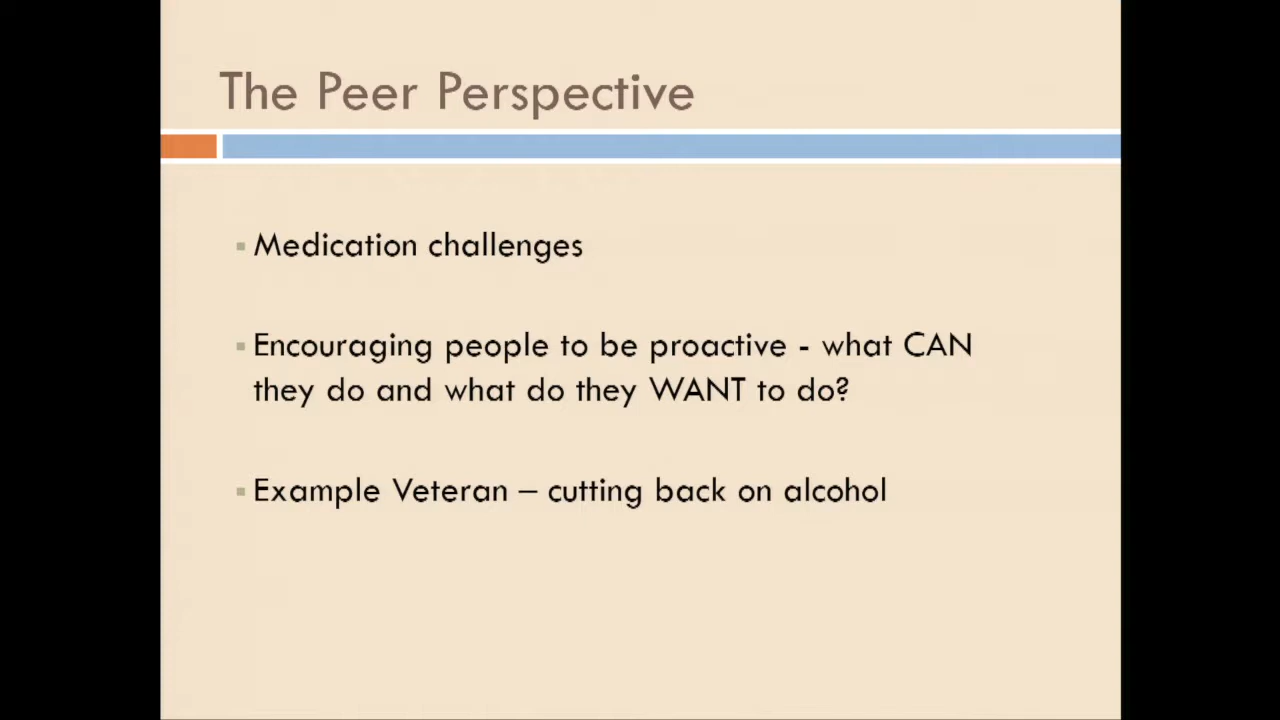 The Peer Perspective
Medication challenges
Encouraging people to be proactive - what CAN
they do and what do they WANT to do?
Example Veteran – cutting back on alcohol